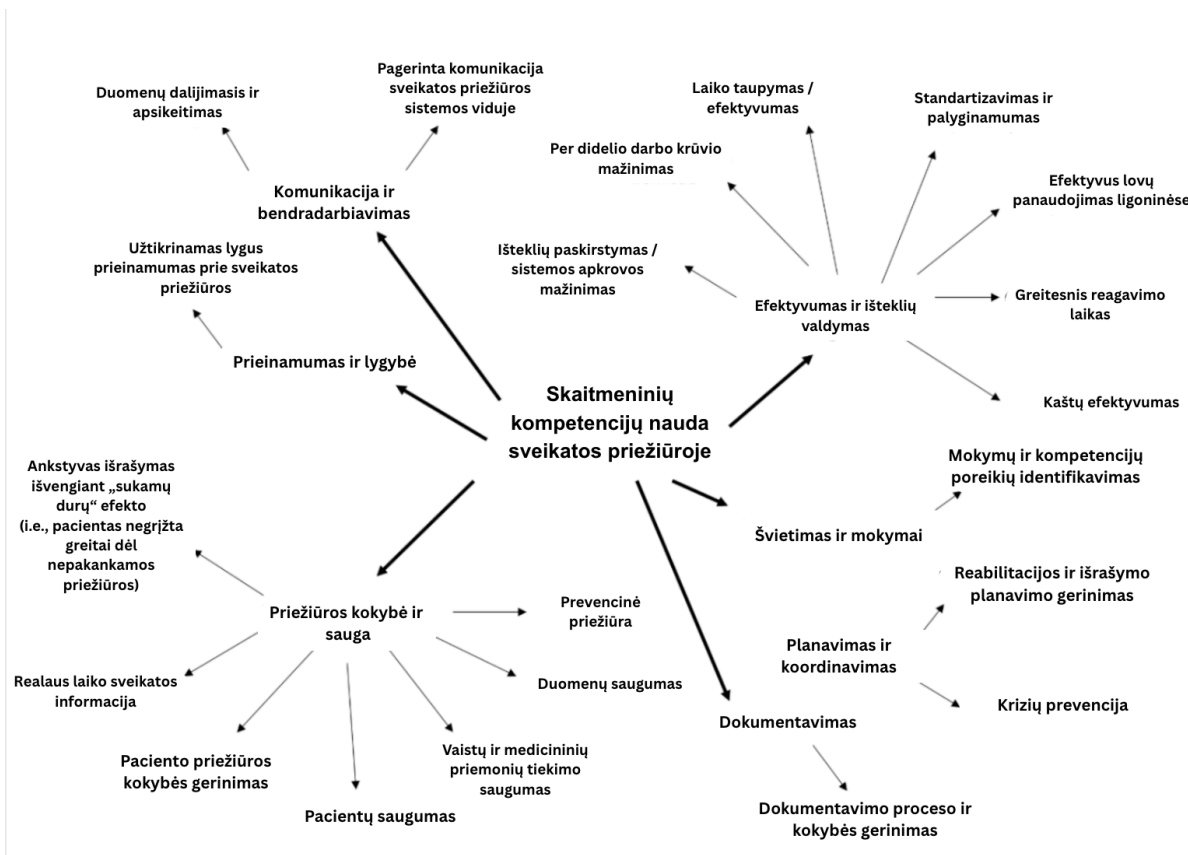 Duomenų dalijimasis ir
apsikeitimas
Pagerinta komunikacija
sveikatos priežiūros
sistemos viduje
Komunikacija ir
bendradarbiavimas
Užtikrinamas lygus
prieinamumas prie sveikatos
priežiūros
Prieinamumas ir lygybė
Laiko taupymas /
efektyvumas
Standartizavimas ir
palyginamumas
Per didelio darbo krūvio
mažinimas
Efektyvus lovų
panaudojimas ligoninėse
Išteklių paskirstymas /
sistemos apkrovos
mažinimas
Efektyvumas ir išteklių
valdymas
Greitesnis reagavimo
laikas
Kaštų efektyvumas
Skaitmeninių
kompetencijų nauda
sveikatos priežiūroje
Mokymų ir kompetencijų
poreikių identifikavimas
Švietimas ir mokymai
Reabilitacijos ir išrašymo
planavimo gerinimas
Planavimas ir
koordinavimas
Krizių prevencija
Dokumentavimas
Dokumentavimo proceso ir
kokybės gerinimas
Ankstyvas išrašymas
išvengiant „sukamų
durų“ efekto
(i.e., pacientas negrįžta
greitai dėl
nepakankamos
priežiūros)
Priežiūros kokybė ir
sauga
Prevencinė
priežiūra
Duomenų saugumas
Realaus laiko sveikatos
informacija
Paciento priežiūros
kokybės gerinimas
Pacientų saugumas
Vaistų ir medicininių
priemonių tiekimo
saugumas